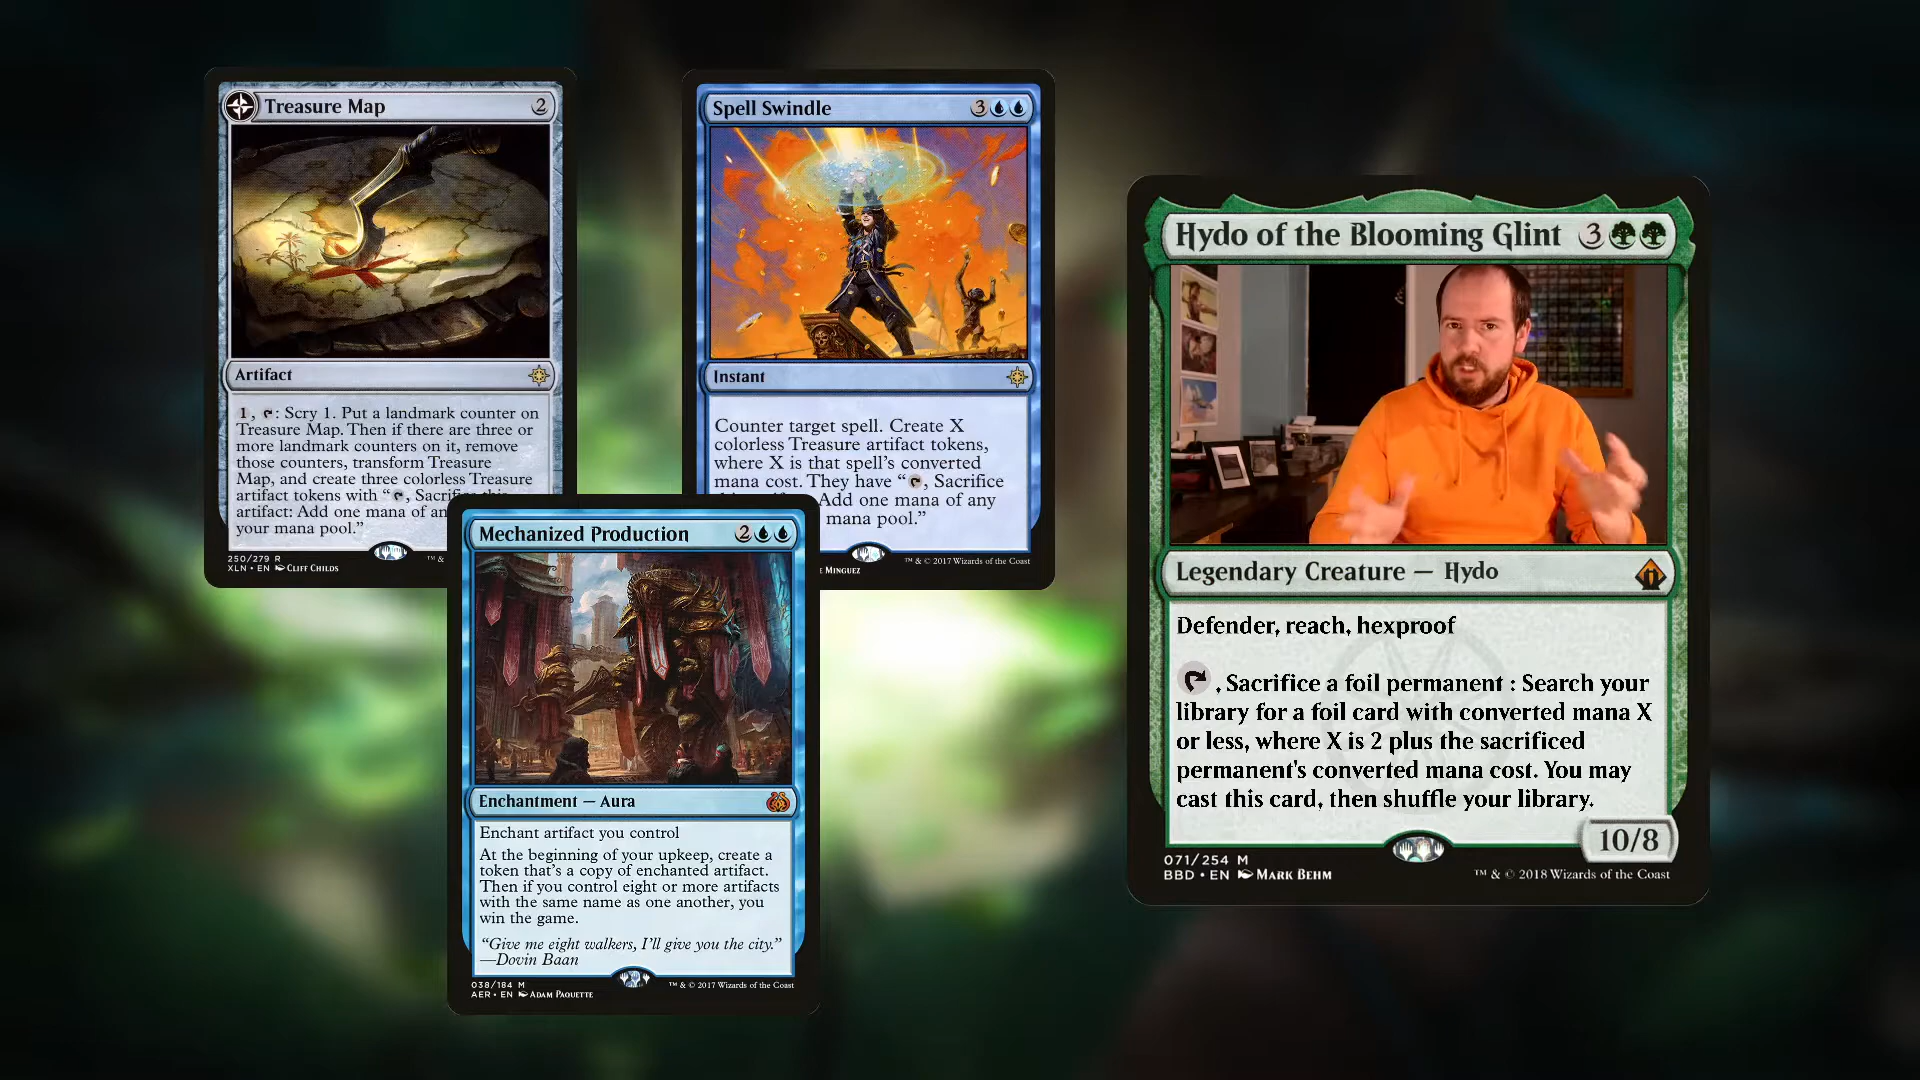 Treasure Map 2
Artifact
1, : Scry 1. Put a landmark counter on
Treasure Map. Then if there are three or
more landmark counters on it, remove
those counters, transform Treasure
Map, and create three colorless Treasure
artifact tokens with “ , Sacrifice this
artifact: Add one mana of an
your mana pool.”
250/279 R
XLN • EN CLIFF CHILDS
™ &
Spell Swindle 3
Instant
Counter target spell. Create X
colorless Treasure artifact tokens,
where X is that spell’s converted
mana cost. They have “ , Sacrifice
Add one mana of any
mana pool.”
™ & © 2017 Wizards of the Coast
E MINGUEZ
Mechanized Production 2
Enchantment — Aura
Enchant artifact you control
At the beginning of your upkeep, create a
token that’s a copy of enchanted artifact.
Then if you control eight or more artifacts
with the same name as one another, you
win the game.
“Give me eight walkers, I’ll give you the city.”
—Dovin Baan
038/184 M
AER • EN ADAM PAQUETTE
™ & © 2017 Wizards of the Coast
Hydo of the Blooming Glint 3
Legendary Creature — Hydo
Defender, reach, hexproof
, Sacrifice a foil permanent : Search your
library for a foil card with converted mana X
or less, where X is 2 plus the sacrificed
permanent's converted mana cost. You may
cast this card, then shuffle your library.
10/8
071/254 M
BBD • EN MARK BEHM
™ & © 2018 Wizards of the Coast